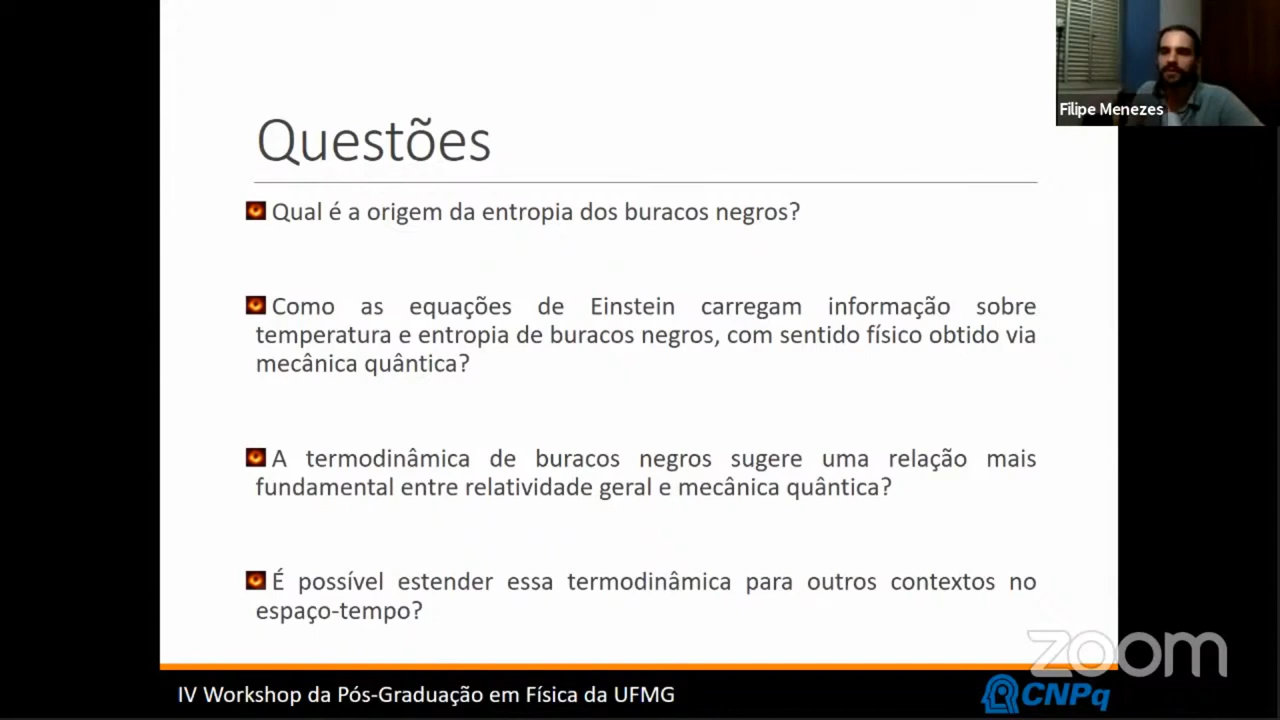 Filipe Menezes
Questões
Qual é a origem da entropia dos buracos negros?
Como as equações de Einstein carregam informação sobre
temperatura e entropia de buracos negros, com sentido físico obtido via
mecânica quântica?
A termodinâmica de buracos negros sugere uma relação mais
fundamental entre relatividade geral e mecânica quântica?
É possível estender essa termodinâmica para outros contextos no
espaço-tempo?
zoom
IV Workshop da Pós-Graduação em Física da UFMG
CNPq